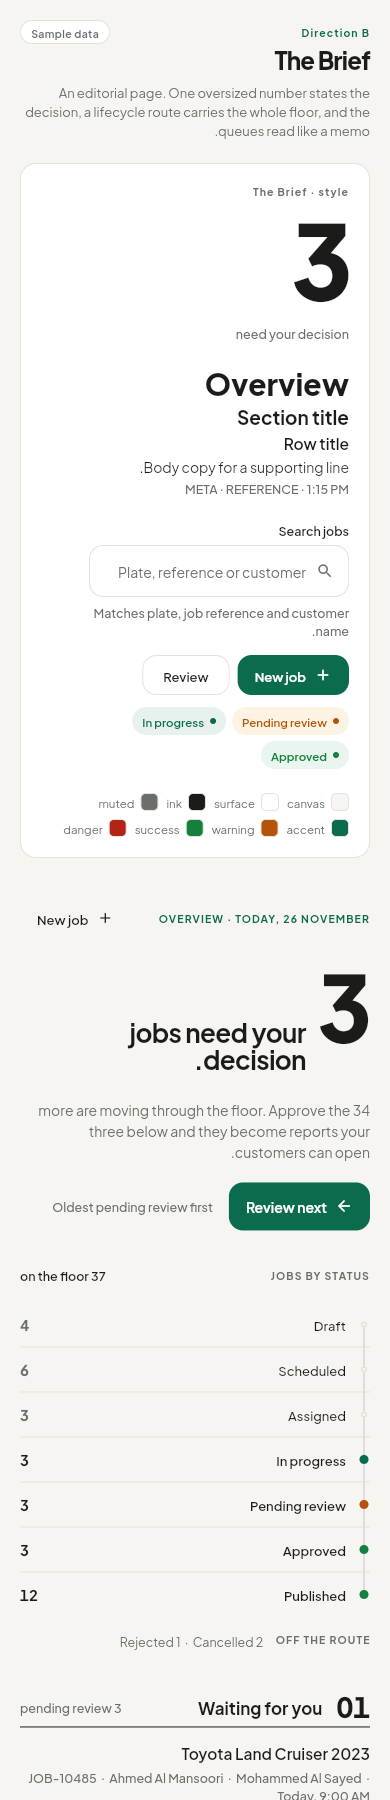 Direction B
Sample data
The Brief
An editorial page. One oversized number states the
decision, a lifecycle route carries the whole floor, and the
.queues read like a memo
The Brief · style
3
need your decision
Overview
Section title
Row title
.Body copy for a supporting line
META · REFERENCE · 1:15 PM
Search jobs
Plate, reference or customer
Matches plate, job reference and customer
.name
New job
Review
Pending review
In progress
Approved
canvas
surface
ink
muted
accent
warning
success
danger
OVERVIEW · TODAY, 26 NOVEMBER
New job
3
jobs need your
.decision
more are moving through the floor. Approve the 34
three below and they become reports your
.customers can open
Review next
Oldest pending review first
JOBS BY STATUS
on the floor 37
Draft 4
Scheduled 6
Assigned 3
In progress 3
Pending review 3
Approved 3
Published 12
OFF THE ROUTE
Rejected 1 · Cancelled 2
01 Waiting for you
pending review 3
Toyota Land Cruiser 2023
JOB-10485 · Ahmed Al Mansoori · Mohammed Al Sayed ·
Today, 9:00 AM